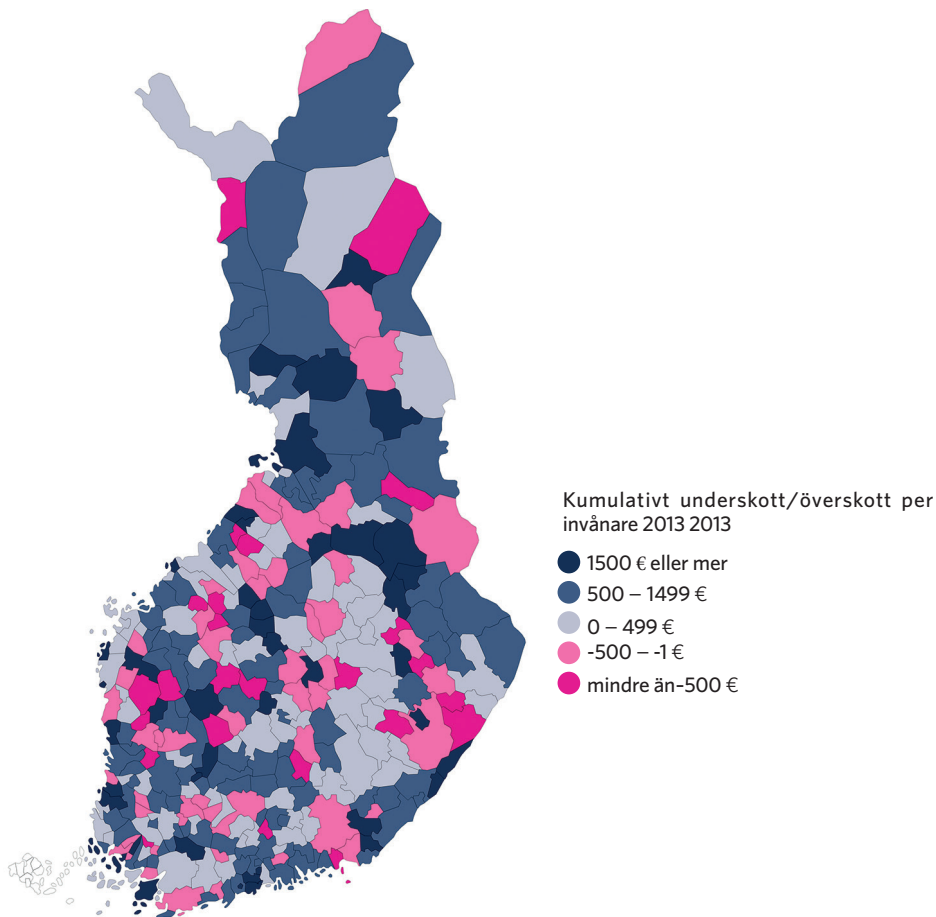 Kumulativt underskott/överskott per
invånare 2013 2013
1500 € eller mer
500 – 1499 €
0 – 499 €
-500 – -1 €
mindre än-500 €